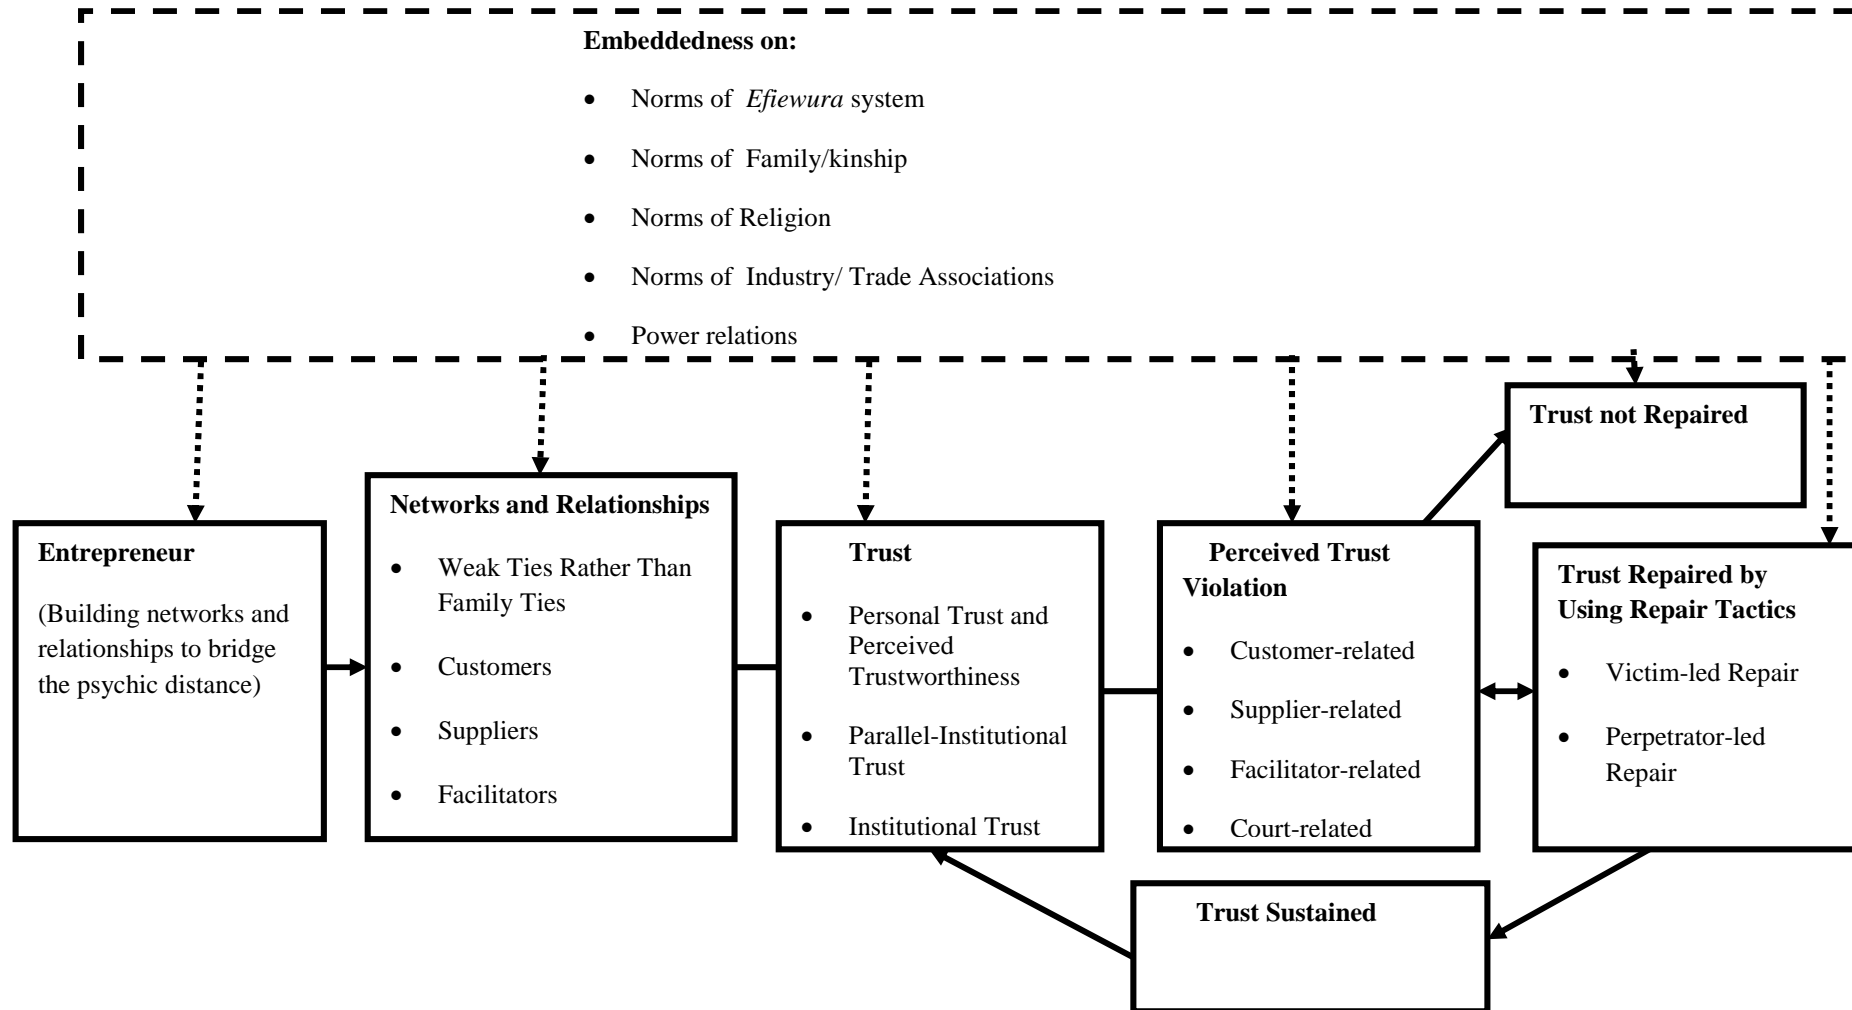 Embeddedness on:
• Norms of Efiewura system
• Norms of Family/kinship
• Norms of Religion
• Norms of Industry/ Trade Associations
• Power relations
Trust not Repaired
Networks and Relationships
• Weak Ties Rather Than
Family Ties
• Customers
• Suppliers
• Facilitators
Entrepreneur
(Building networks and
relationships to bridge
the psychic distance)
Trust
• Personal Trust and
Perceived
Trustworthiness
• Parallel-Institutional
Trust
• Institutional Trust
Perceived Trust
Violation
• Customer-related
• Supplier-related
• Facilitator-related
• Court-related
Trust Repaired by
Using Repair Tactics
• Victim-led Repair
• Perpetrator-led
Repair
Trust Sustained